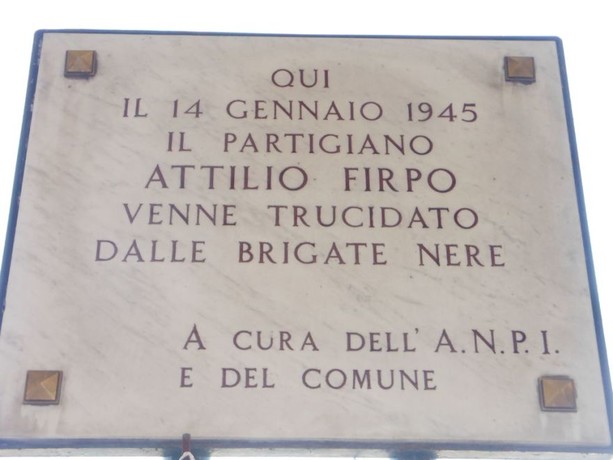 QUI
IL 14 GENNAIO 1945
IL PARTIGIANO
ATTILIO FIRPO
VENNE TRUCIDATO
DALLE BRIGATE NERE
A CURA DELL' A.N.P.I.
E DEL COMUNE